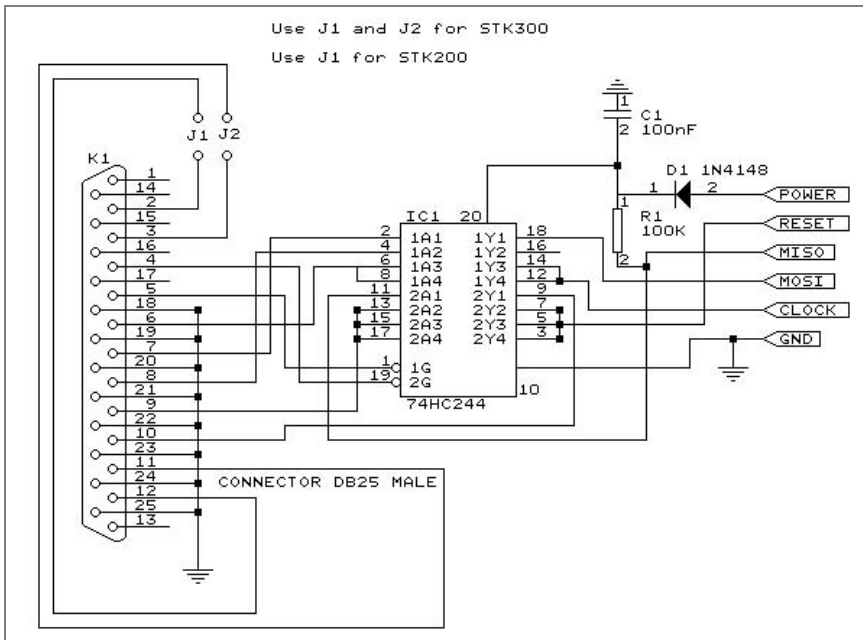 Use J1 and J2 for STK300
Use J1 for STK200
J1 J2
K1
1
14
2
15
3
16
4
17
5
18
6
19
7
20
8
21
9
22
10
23
11
24
12
25
13
CONNECTOR DB25 MALE
IC1 20
2 1A1 1Y1 18
4 1A2 1Y2 16
6 1A3 1Y3 14
8 1A4 1Y4 12
11 2A1 2Y1 9
13 2A2 2Y2 7
15 2A3 2Y3 5
17 2A4 2Y4 3
1 1G
19 2G
10
74HC244
1
C1
2 100nF
D1 1N4148
1 2
1
R1
100K
2
POWER
RESET
MISO
MOSI
CLOCK
GND